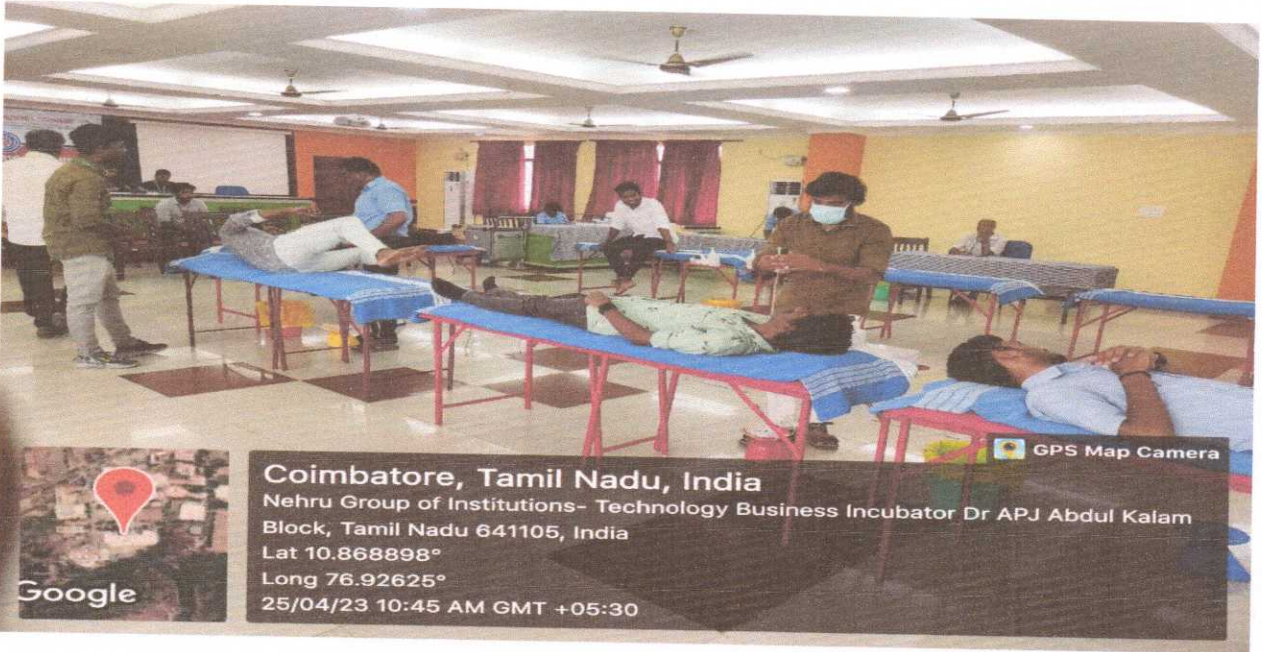 GPS Map Camera
Coimbatore, Tamil Nadu, India
Nehru Group of Institutions- Technology Business Incubator Dr APJ Abdul Kalam
Block, Tamil Nadu 641105, India
Lat 10.868898°
Long 76.92625°
25/04/23 10:45 AM GMT +05:30
Google